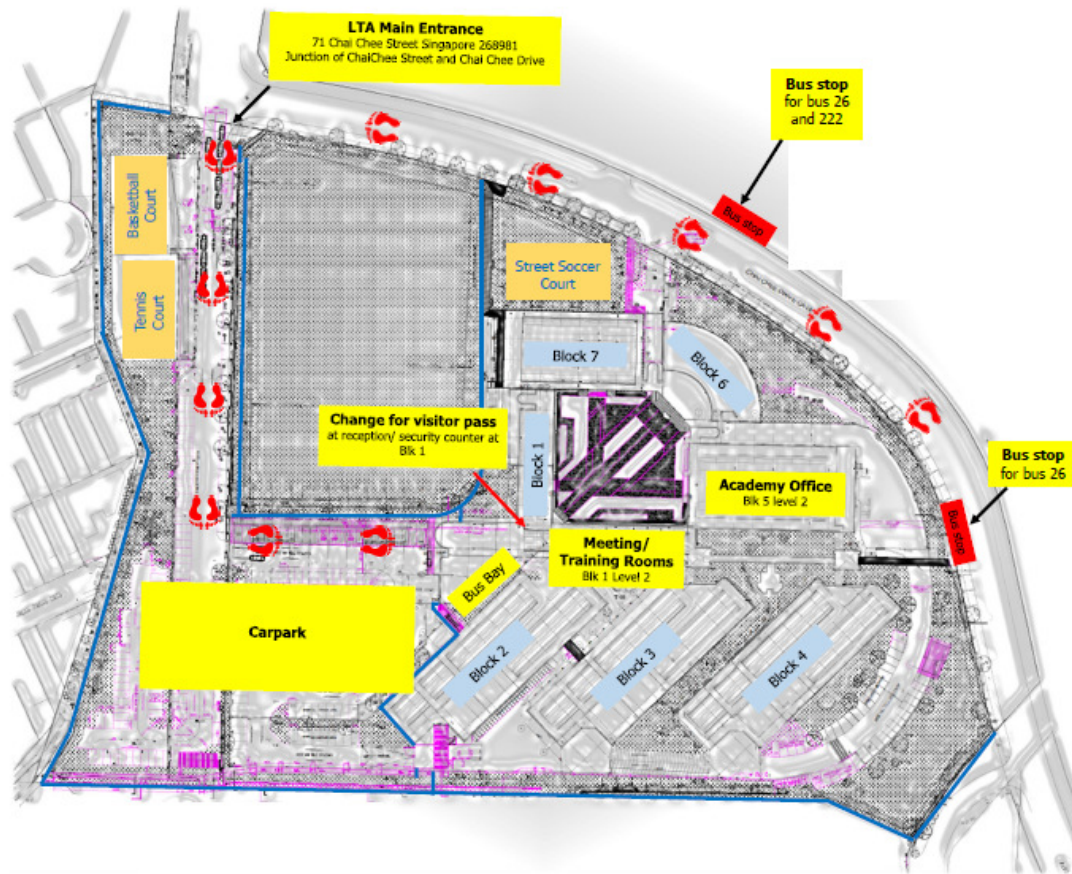 LTA Main Entrance
71 Chai Chee Street Singapore 268981
Junction of ChaiChee Street and Chai Chee Drive
Bus stop
for bus 26
and 222
Bus stop
Basketball
Court
Tennis
Court
Street Soccer
Court
Block 7
Block 6
Change for visitor pass
at reception/ security counter at
Blk 1
Block 1
Academy Office
Blk 5 level 2
Bus stop
for bus 26
Bus stop
Meeting/
Training Rooms
Blk 1 Level 2
Bus Bay
Carpark
Block 2
Block 3
Block 4